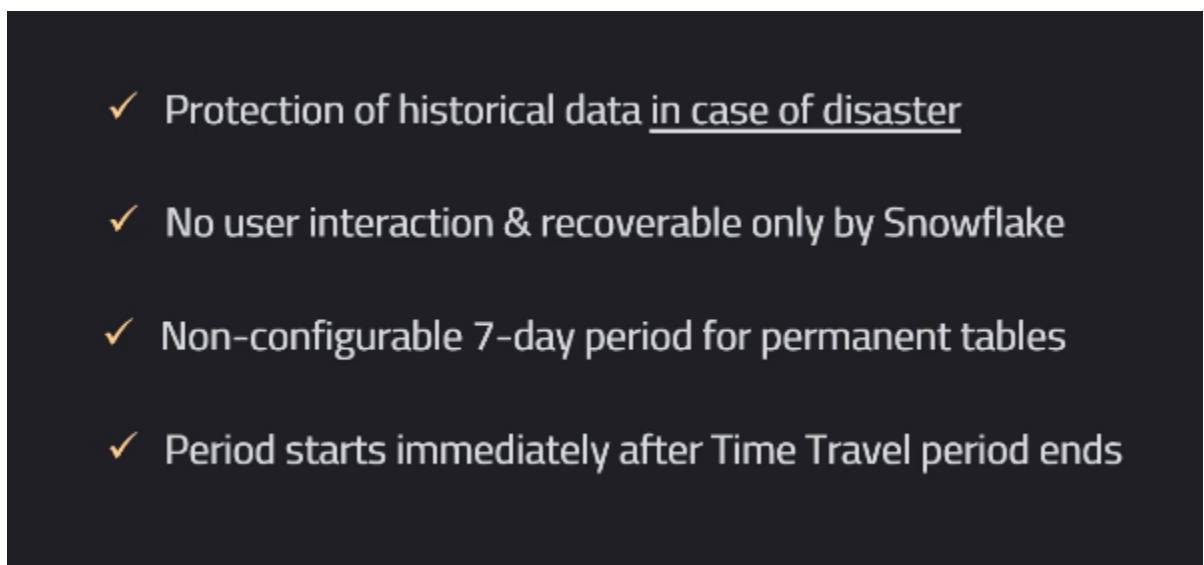 ✓ Protection of historical data in case of disaster
✓ No user interaction & recoverable only by Snowflake
✓ Non-configurable 7-day period for permanent tables
✓ Period starts immediately after Time Travel period ends